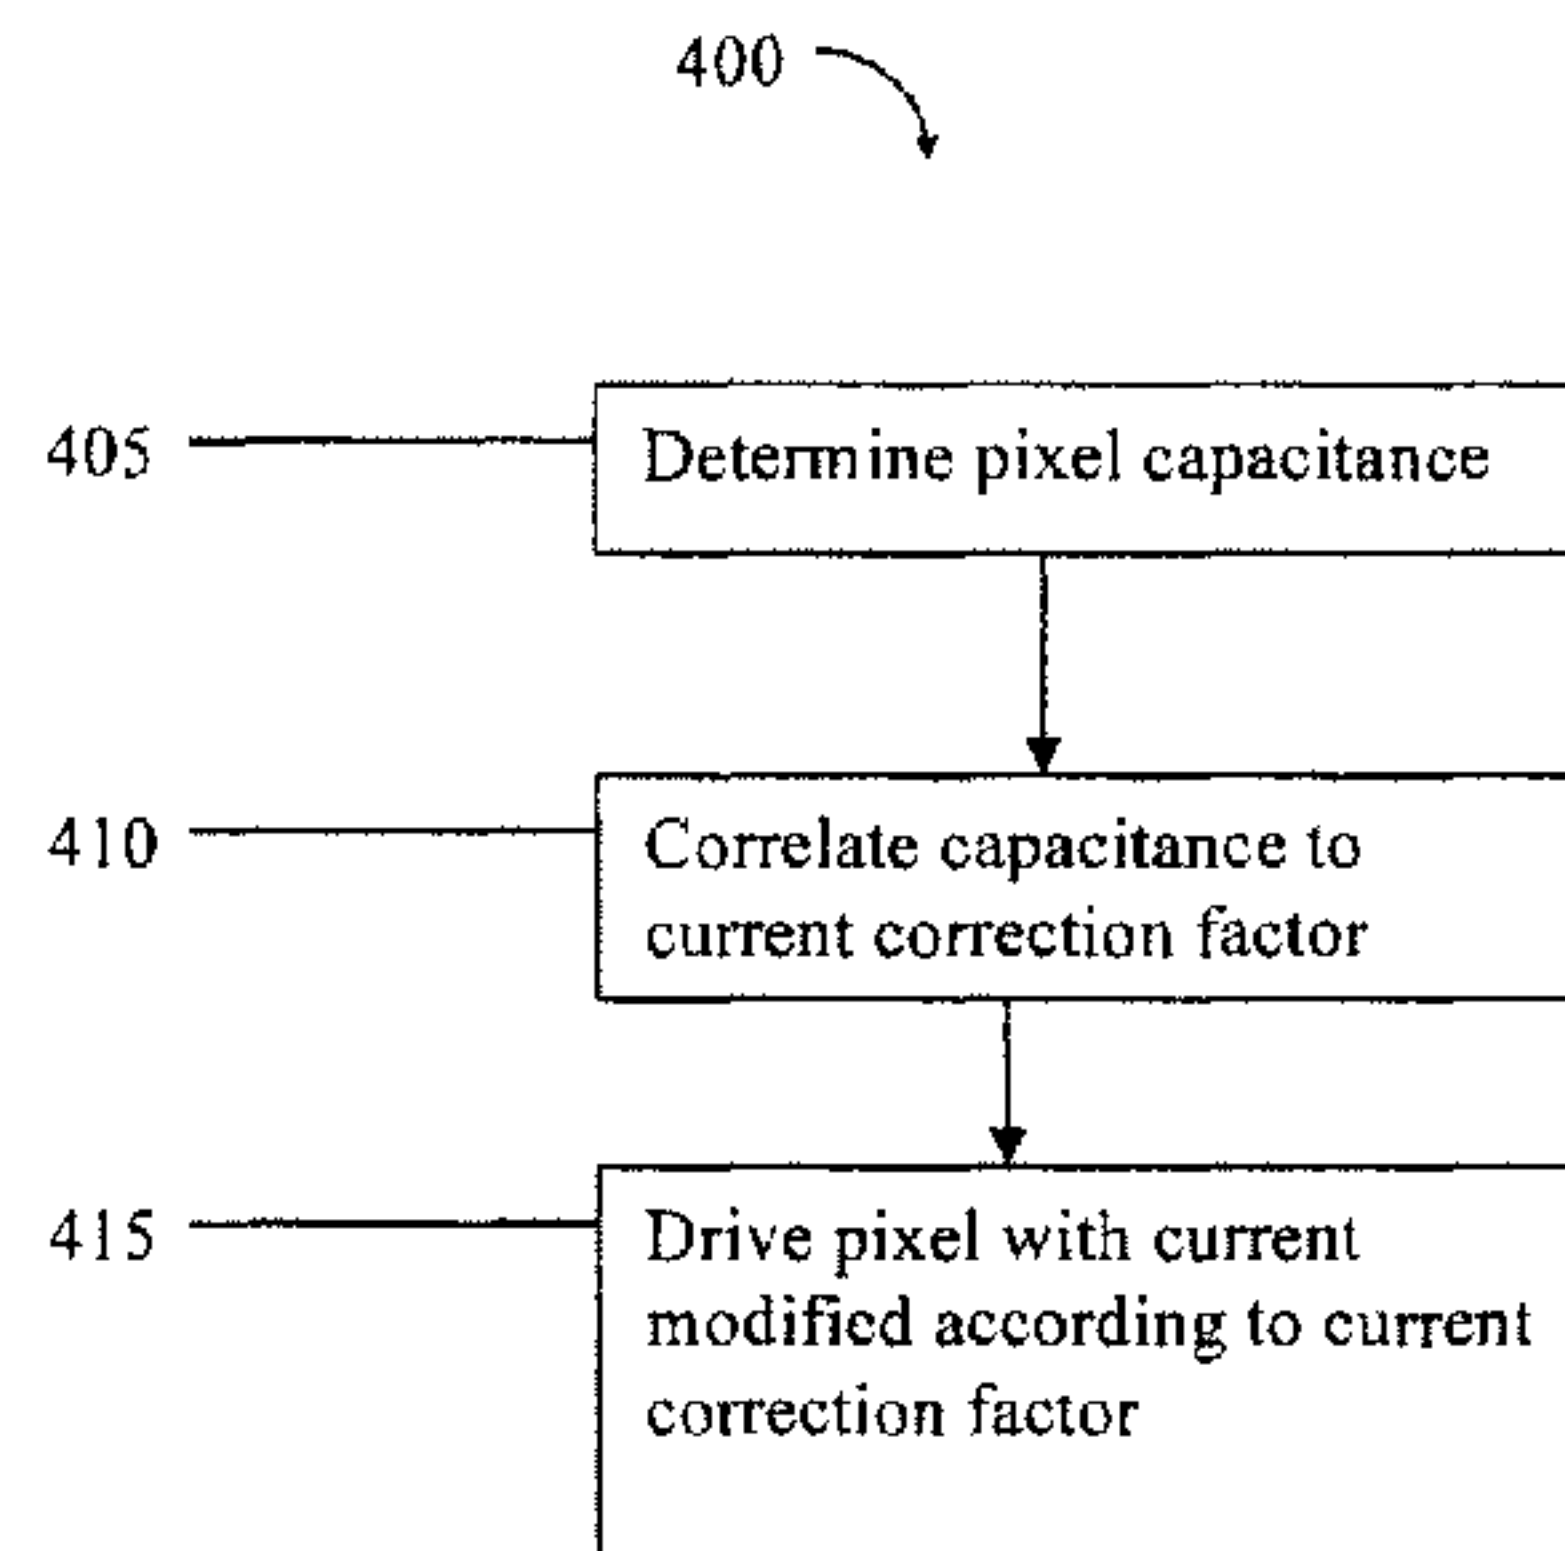 400
405
Determine pixel capacitance
410
Correlate capacitance to
current correction factor
415
Drive pixel with current
modified according to current
correction factor